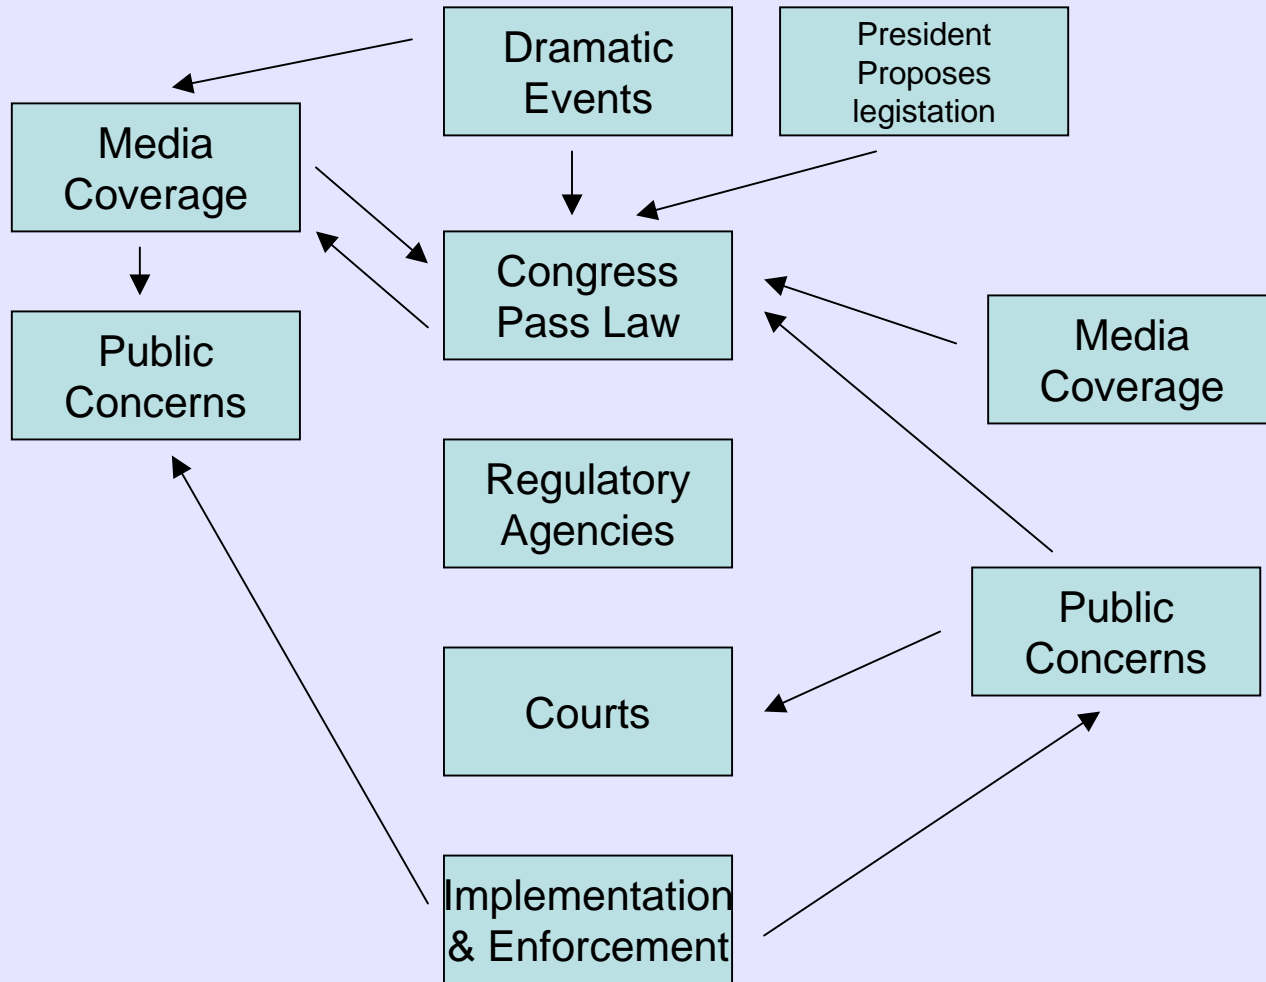 Dramatic
Events
President
Proposes
legistation
Media
Coverage
Congress
Pass Law
Media
Coverage
Public
Concerns
Regulatory
Agencies
Public
Concerns
Courts
Implementation
& Enforcement